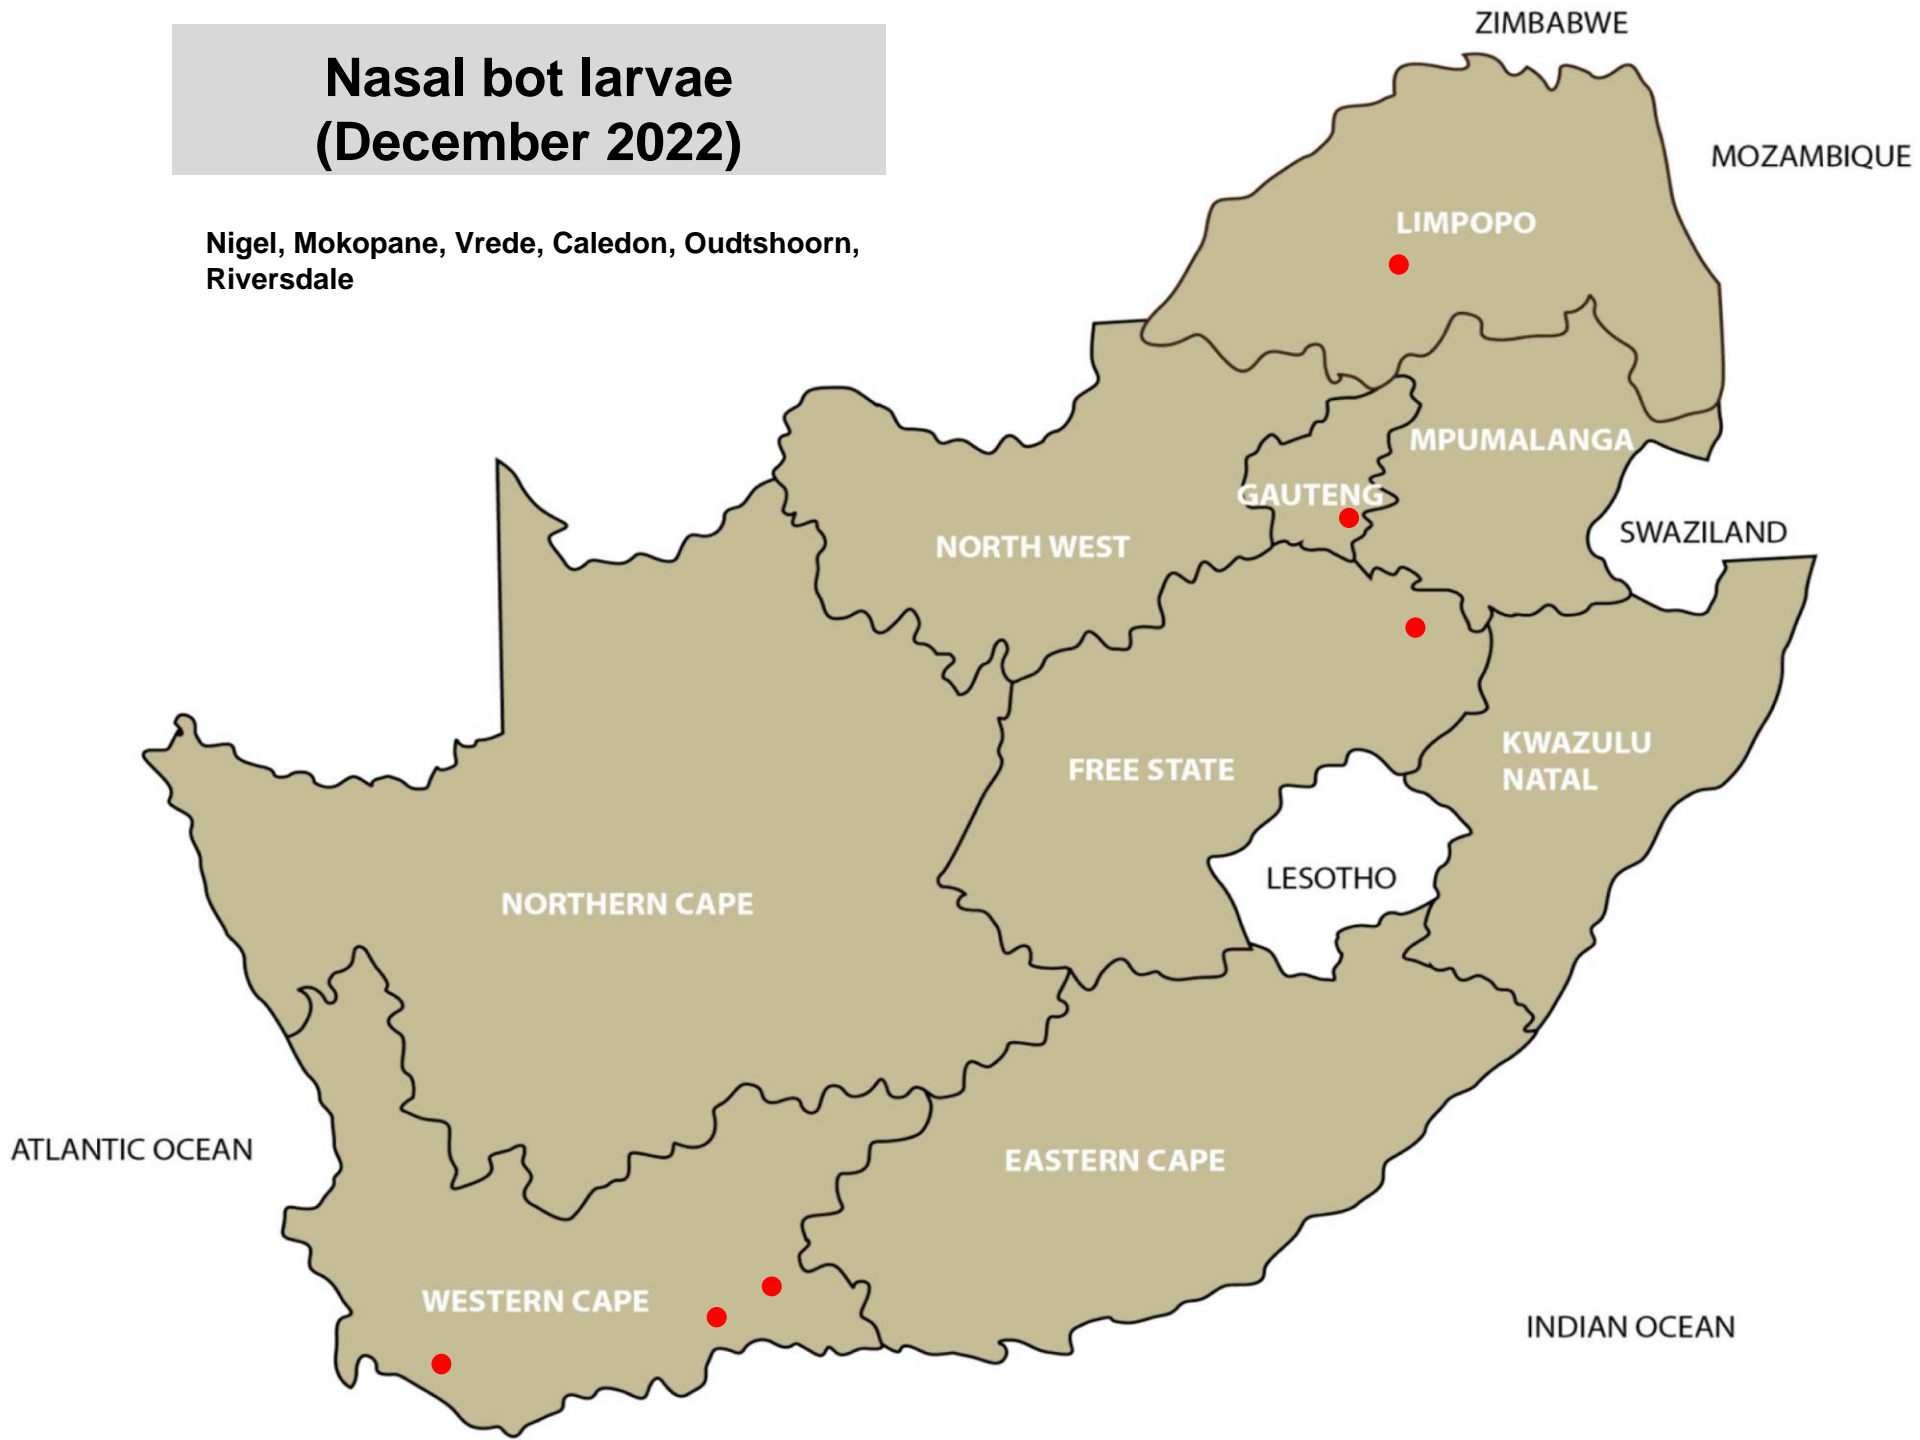 Nasal bot larvae
(December 2022)
Nigel, Mokopane, Vrede, Caledon, Oudtshoorn,
Riversdale
ZIMBABWE
MOZAMBIQUE
LIMPOPO
MPUMALANGA
GAUTENG
SWAZILAND
NORTH WEST
KWAZULU
NATAL
FREE STATE
LESOTHO
NORTHERN CAPE
ATLANTIC OCEAN
EASTERN CAPE
WESTERN CAPE
INDIAN OCEAN